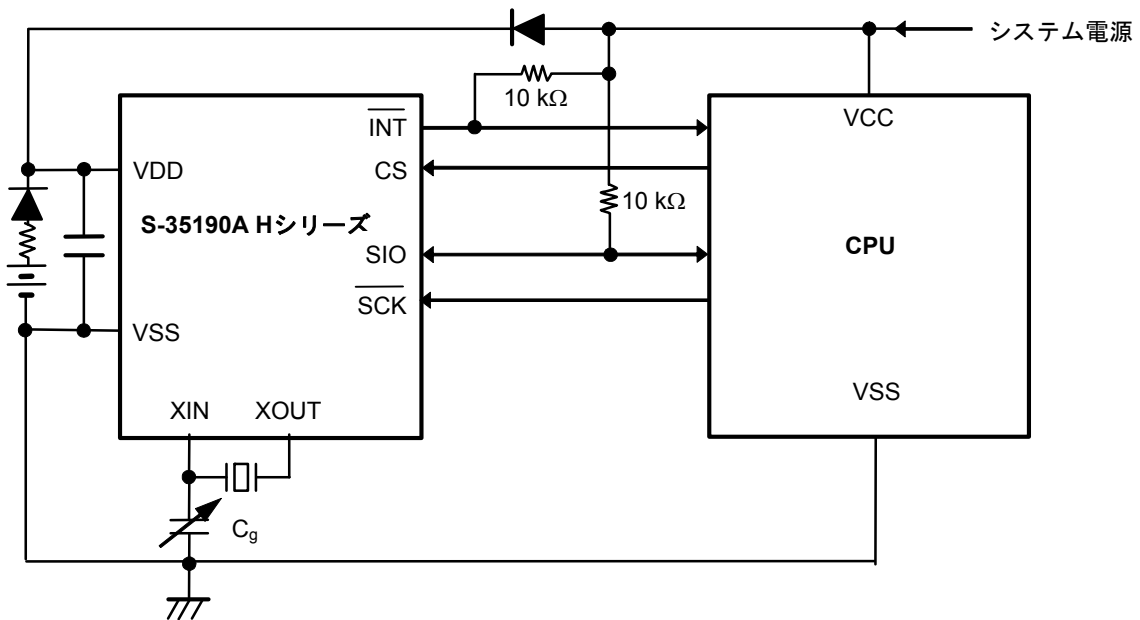 システム電源
10 kΩ
INT
VCC
VDD
CS
10 kΩ
S-35190A Hシリーズ
SIO
CPU
SCK
VSS
VSS
XIN XOUT
Cg